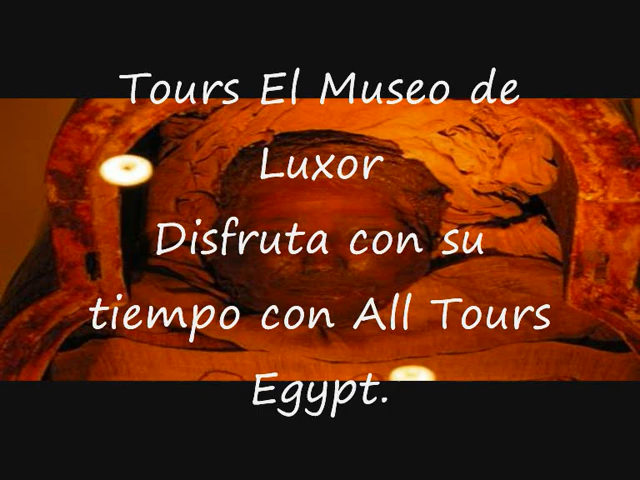 Tours El Museo de
Luxor
Disfruta con su
tiempo con All Tours
Egypt.